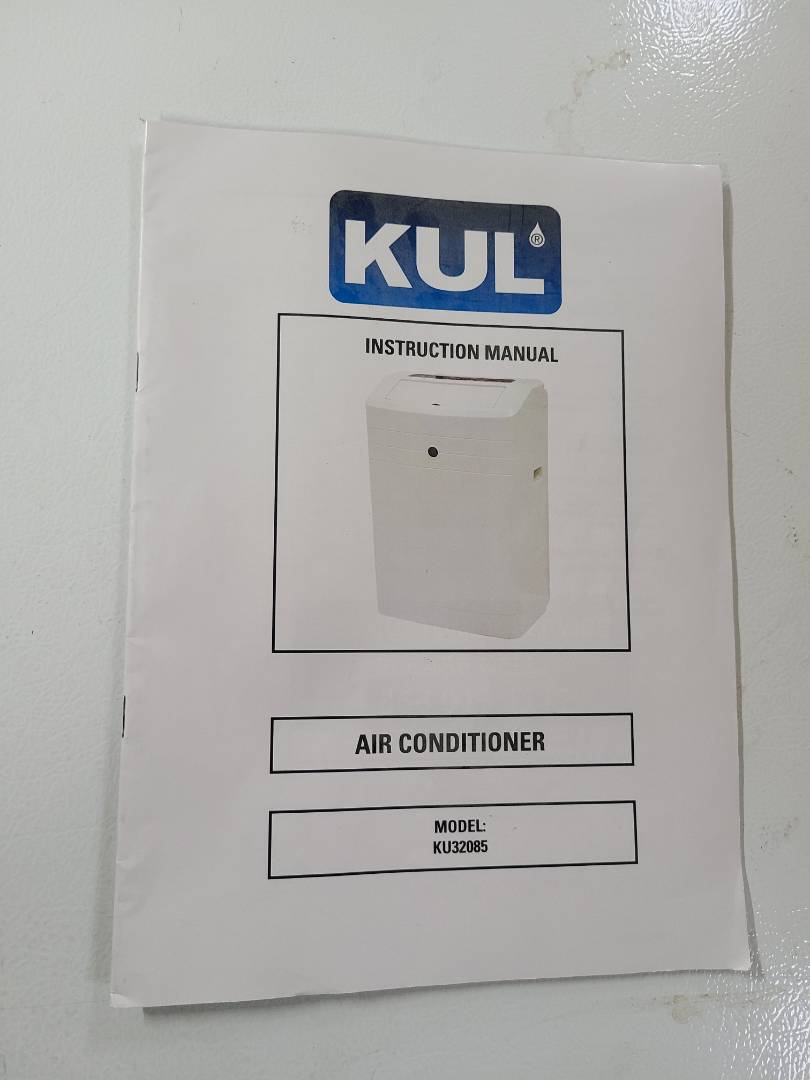 KUL®
INSTRUCTION MANUAL
AIR CONDITIONER
MODEL:
KU32085